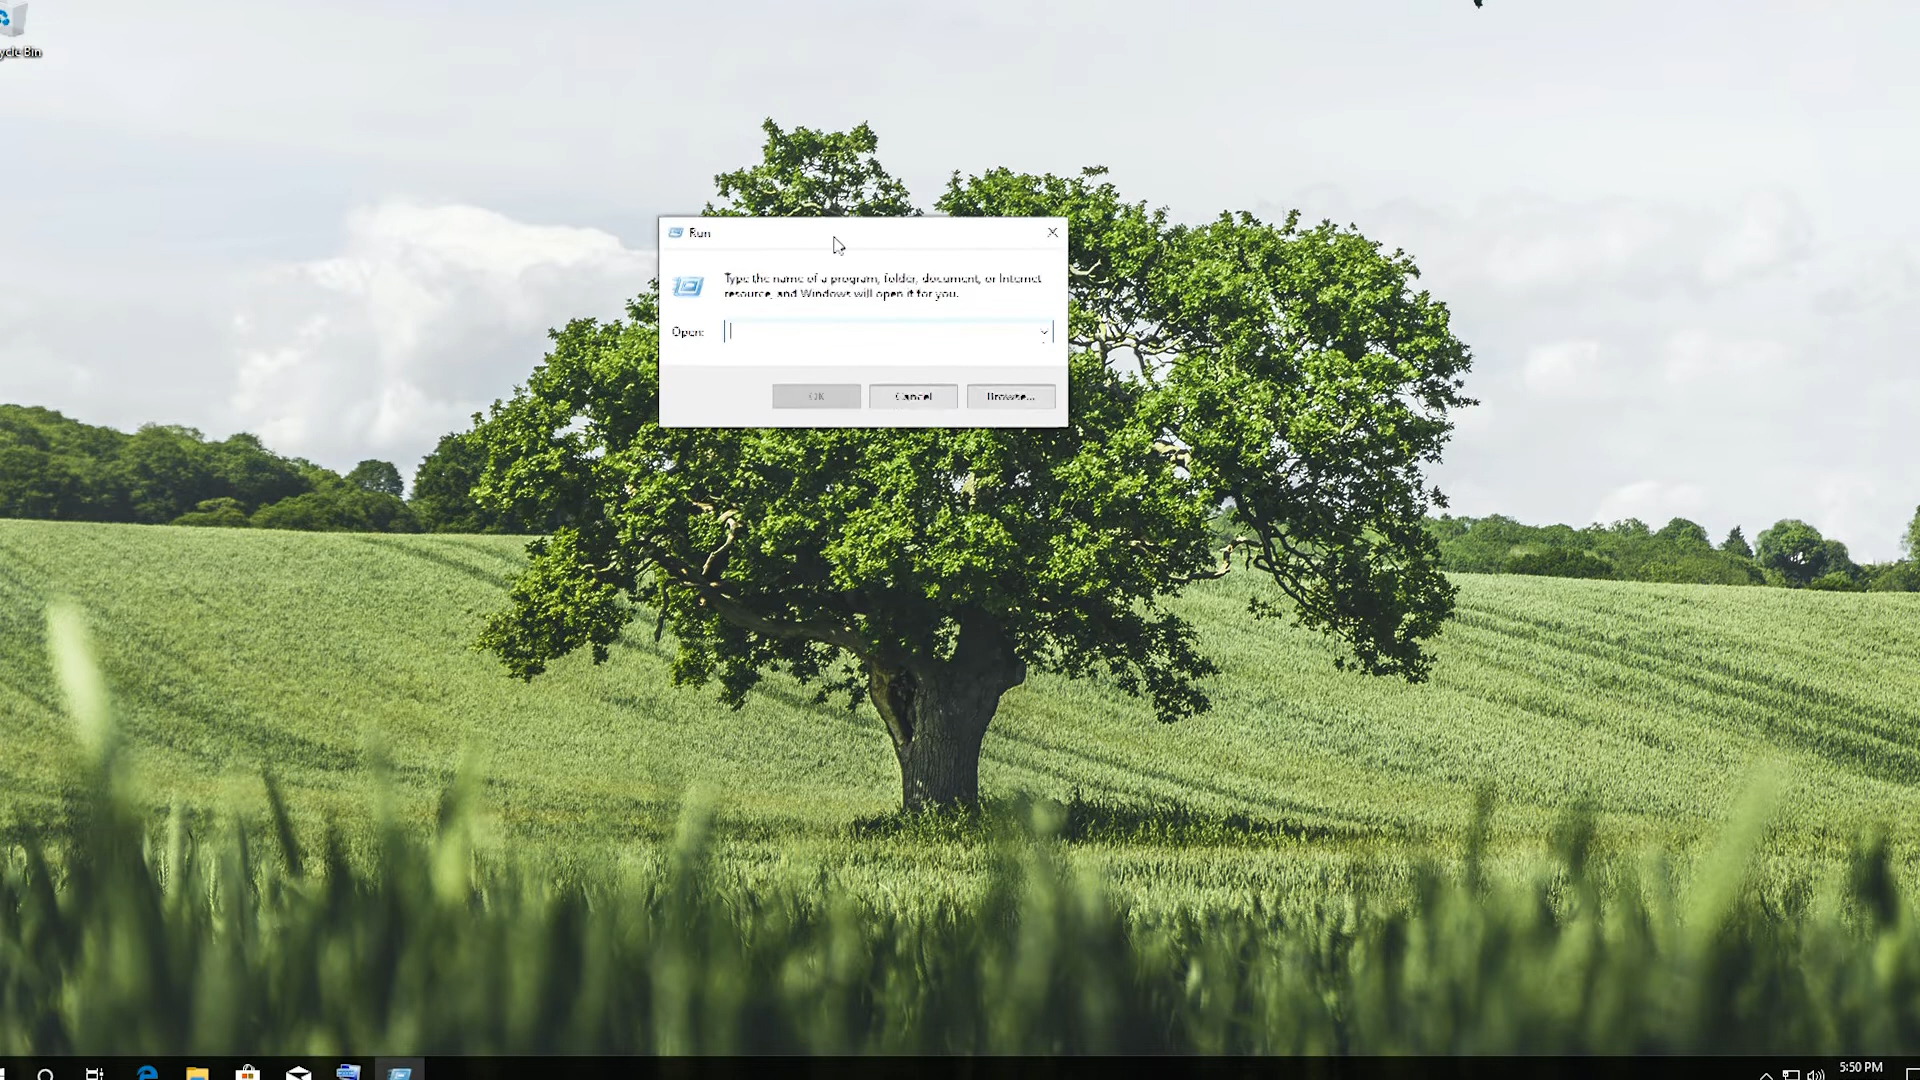 ycle Bin
Run
Type the name of a program, folder, document, or Internet
resource, and Windows will open it for you.
Open:
OK
Cancel
Browse...
5:50 PM